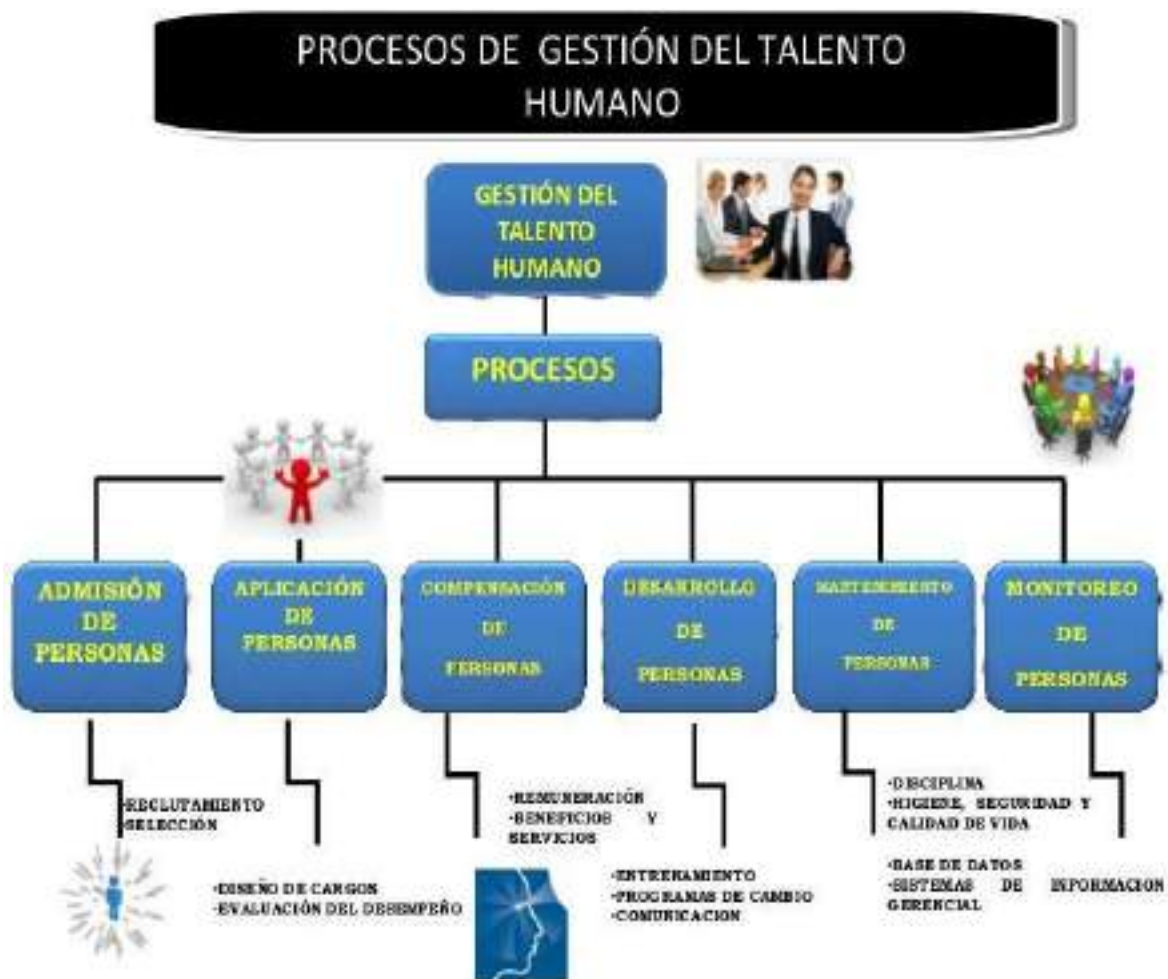 PROCESOS DE GESTIÓN DEL TALENTO
HUMANO
GESTIÓN DEL
TALENTO
HUMANO
PROCESOS
ADMISIÓN
DE
PERSONAS
APLICACIÓN
DE
PERSONAS
COMPENSACIÓN
DE
PERSONAS
DESARROLLO
DE
PERSONAS
MANTENIMIENTO
DE
PERSONAS
MONITOREO
DE
PERSONAS
•RECLUTAMIENTO
•SELECCIÓN
•DISEÑO DE CARGOS
•EVALUACIÓN DEL DESEMPEÑO
•REMUNERACIÓN
•BENEFICIOS Y
SERVICIOS
•ENTRENAMIENTO
•PROGRAMAS DE CAMBIO
•COMUNICACION
•DISCIPLINA
•HIGIENE, SEGURIDAD Y
CALIDAD DE VIDA
•BASE DE DATOS
•SISTEMAS DE INFORMACION
GERENCIAL